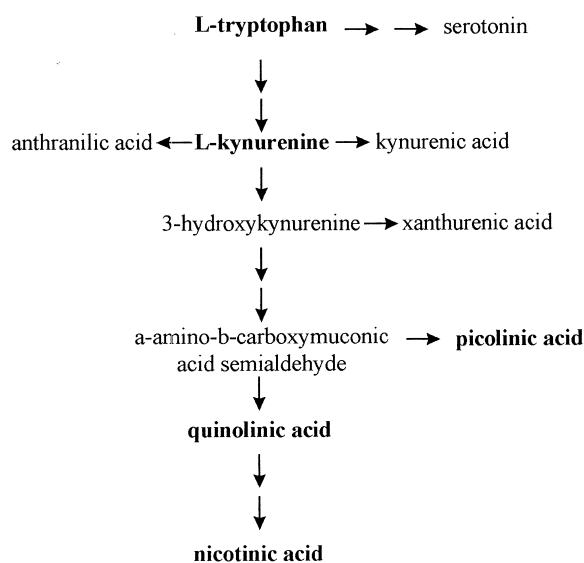 L-tryptophan serotonin
anthranilic acid L-kynurenine kynurenic acid
3-hydroxykynurenine xanthurenic acid
a-amino-b-carboxymuconic picolinic acid
acid semialdehyde
quinolinic acid
nicotinic acid